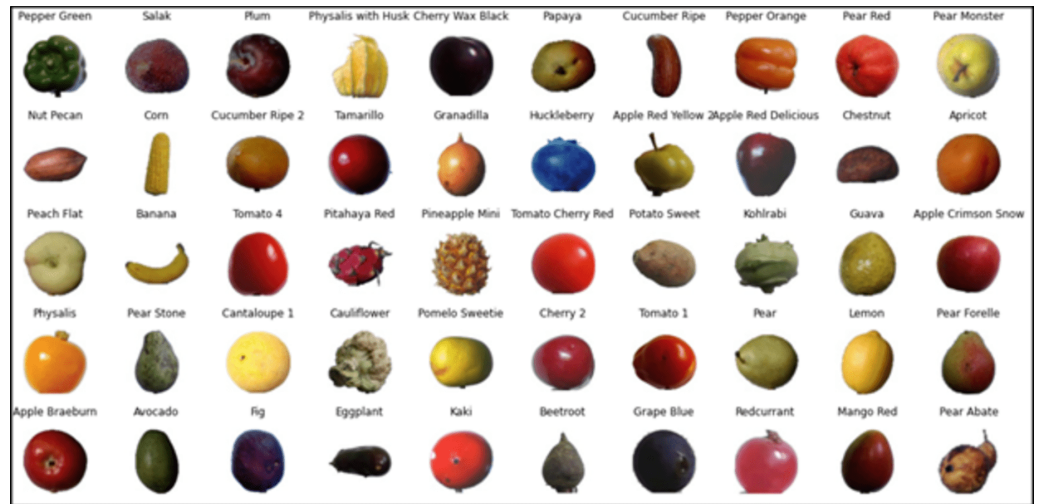 Pepper Green Salak Plum Physalis with Husk Cherry Wax Black Papaya Cucumber Ripe Pepper Orange Pear Red Pear Monster
Nut Pecan Corn Cucumber Ripe 2 Tamarillo Granadilla Huckleberry Apple Red Yellow 2 Apple Red Delicious Chestnut Apricot
Peach Flat Banana Tomato 4 Pitahaya Red Pineapple Mini Tomato Cherry Red Potato Sweet Kohlrabi Guava Apple Crimson Snow
Physalis Pear Stone Cantaloupe 1 Cauliflower Pomelo Sweetie Cherry 2 Tomato 1 Pear Lemon Pear Forelle
Apple Braeburn Avocado Fig Eggplant Kaki Beetroot Grape Blue Redcurrant Mango Red Pear Abate